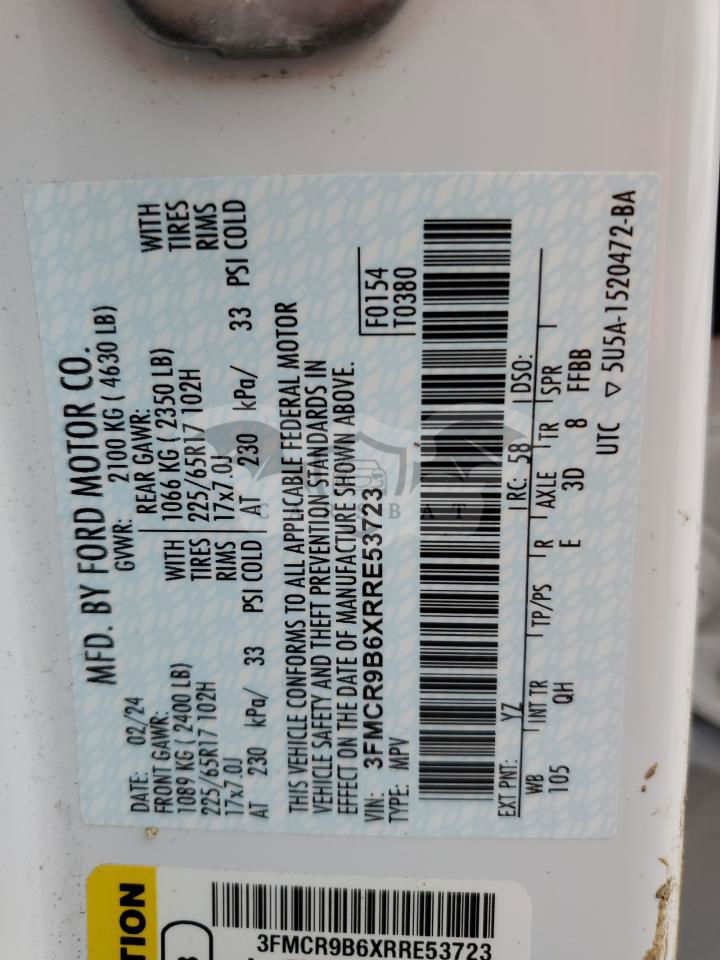 MFD. BY FORD MOTOR CO.
DATE: 02/24
GVWR: 2100 KG ( 4630 LB)
FRONT GAWR:
1089 KG ( 2400 LB)
WITH
225/65R17 102H
TIRES
17x7.0J
RIMS
AT 230 kPa/ 33 PSI COLD
REAR GAWR:
1066 KG ( 2350 LB)
WITH
225/65R17 102H
TIRES
17x7.0J
RIMS
AT 230 kPa/ 33 PSI COLD
THIS VEHICLE CONFORMS TO ALL APPLICABLE FEDERAL MOTOR
VEHICLE SAFETY AND THEFT PREVENTION STANDARDS IN
EFFECT ON THE DATE OF MANUFACTURE SHOWN ABOVE.
VIN: 3FMCR9B6XRRE53723
TYPE: MPV
F0154
T0380
EXT PNT: YZ RC: 58 DSO:
WB INT TR TP/PS R AXLE TR SPR
105 QH E 3D 8 FFBB
UTC ▽ 5U5A-1520472-BA
TION
3FMCR9B6XRRE53723